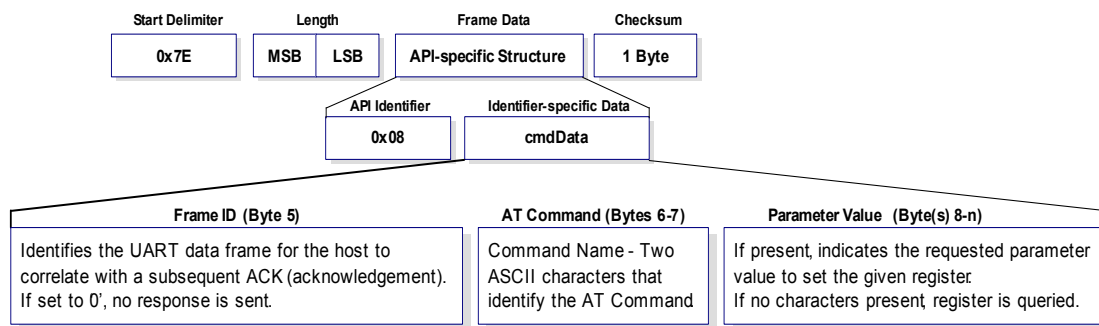 Start Delimiter Length Frame Data Checksum
0x7E MSB LSB API-specific Structure 1 Byte
API Identifier Identifier-specific Data
0x08 cmdData
Frame ID (Byte 5)
Identifies the UART data frame for the host to
correlate with a subsequent ACK (acknowledgement).
If set to 0’, no response is sent.
AT Command (Bytes 6-7)
Command Name - Two
ASCII characters that
identify the AT Command
Parameter Value (Byte(s) 8-n)
If present, indicates the requested parameter
value to set the given register.
If no characters present, register is queried.